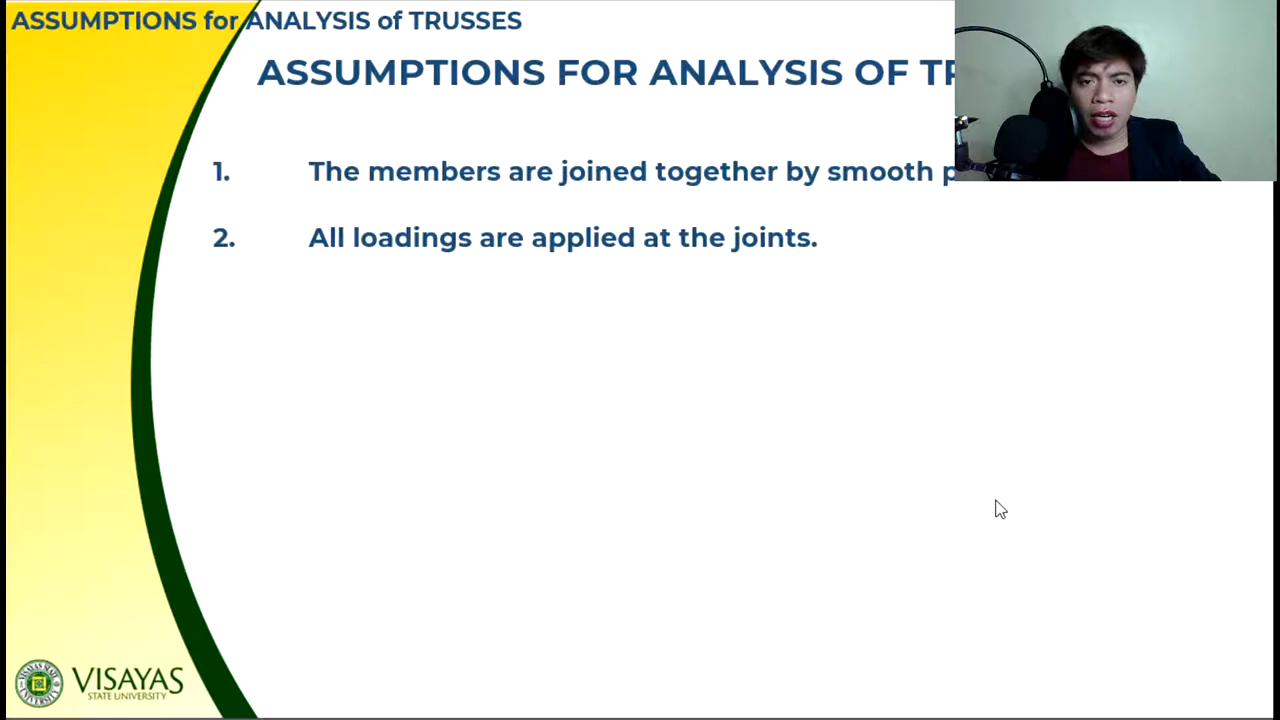 ASSUMPTIONS for ANALYSIS of TRUSSES
ASSUMPTIONS FOR ANALYSIS OF
1. The members are joined together by smooth
2. All loadings are applied at the joints.
VISAYAS
STATE UNIVERSITY